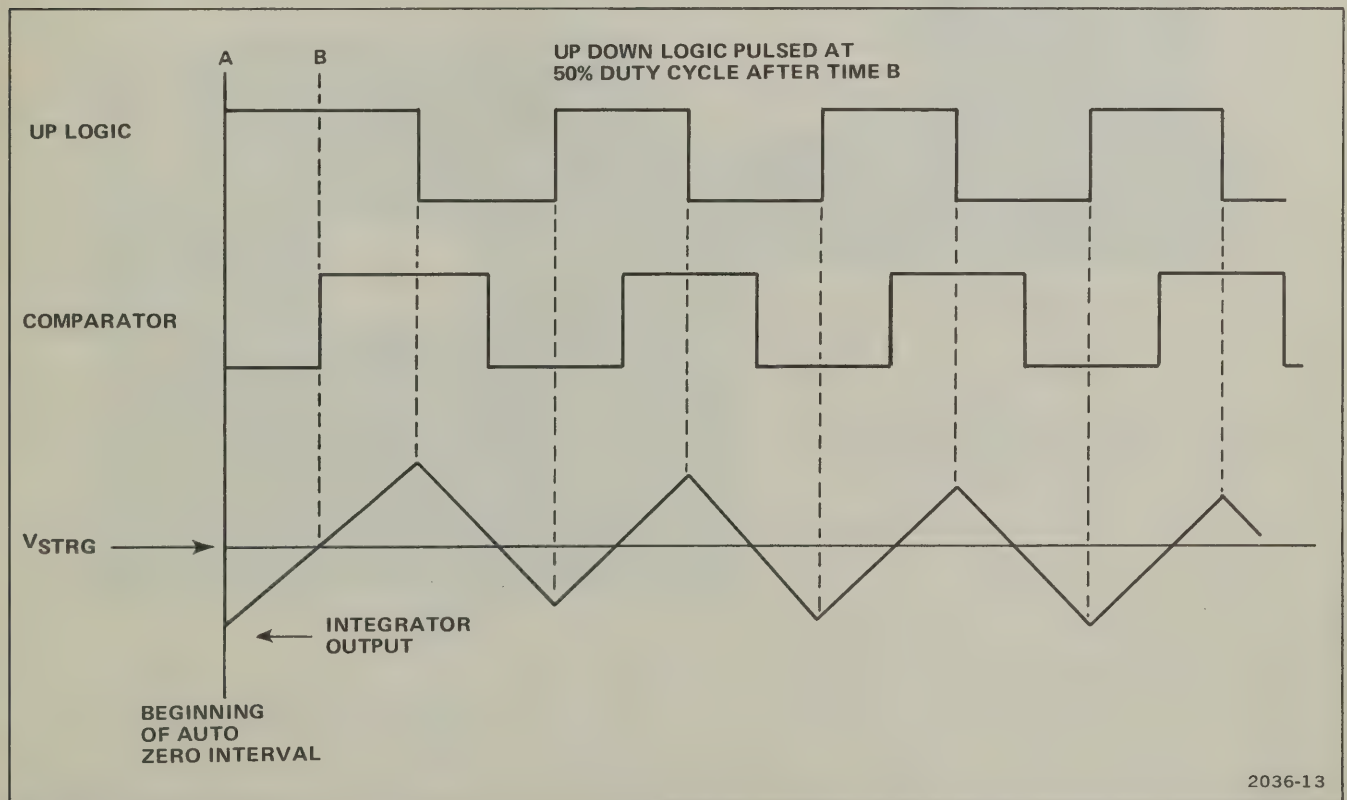 A
B
UP DOWN LOGIC PULSED AT
50% DUTY CYCLE AFTER TIME B
UP LOGIC
COMPARATOR
VSTRG
INTEGRATOR
OUTPUT
BEGINNING
OF AUTO
ZERO INTERVAL
2036-13